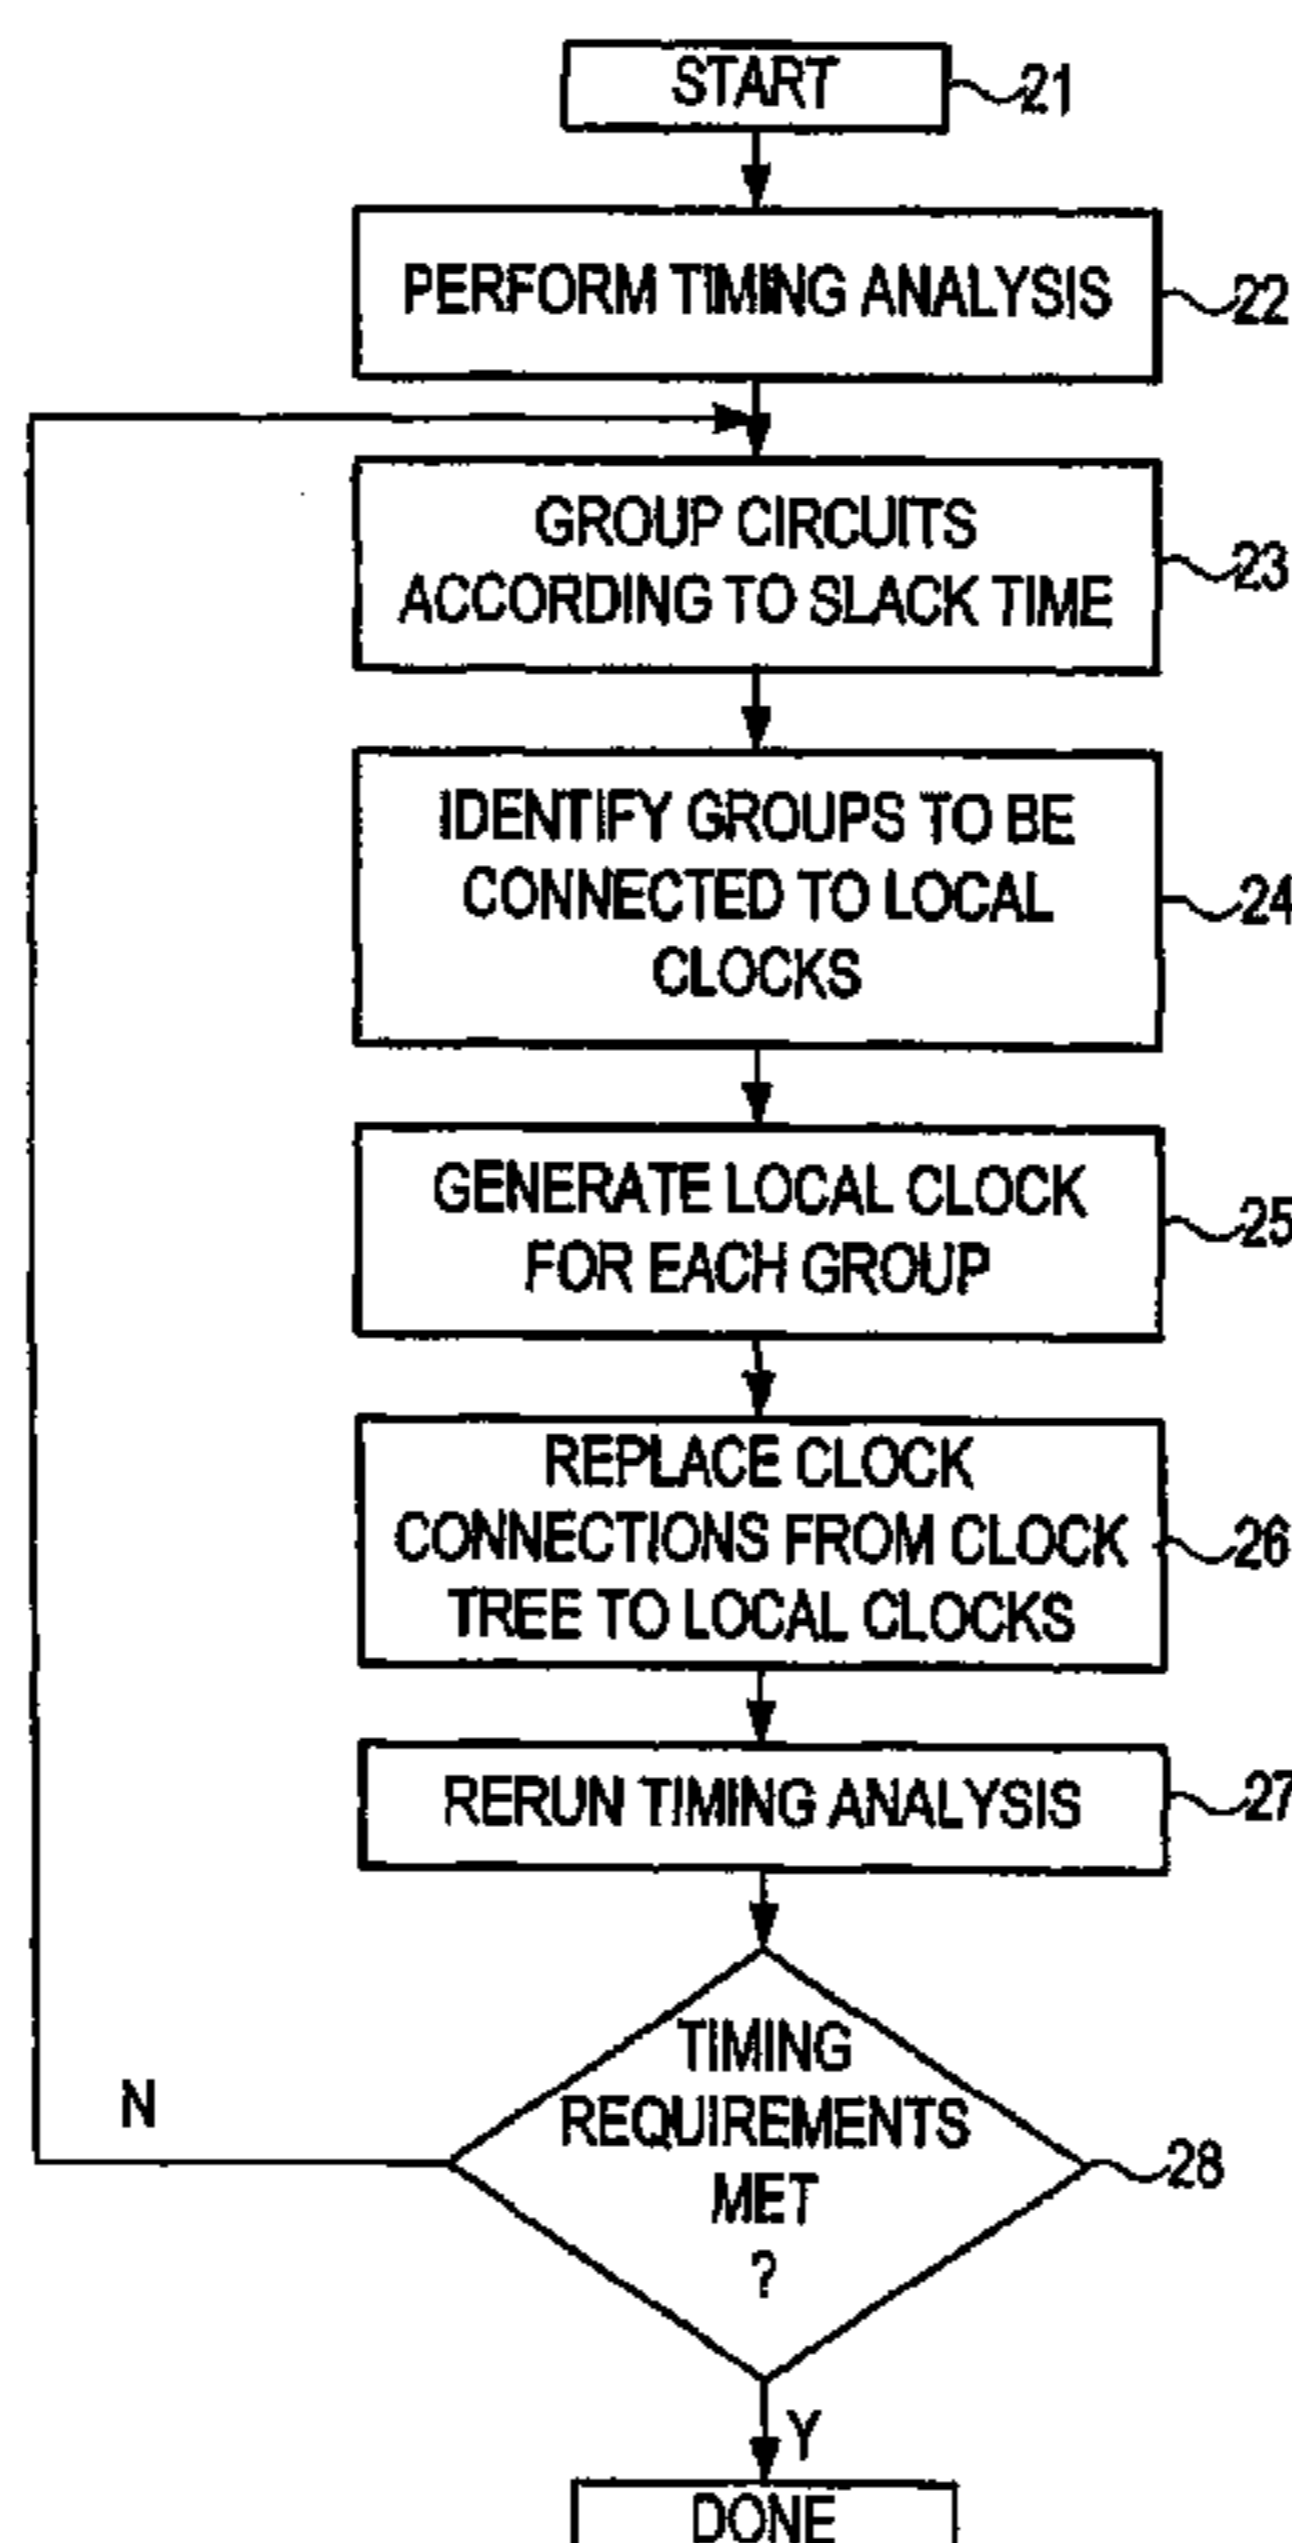 START
21
PERFORM TIMING ANALYSIS
22
GROUP CIRCUITS
ACCORDING TO SLACK TIME
23
IDENTIFY GROUPS TO BE
CONNECTED TO LOCAL
CLOCKS
24
GENERATE LOCAL CLOCK
FOR EACH GROUP
25
REPLACE CLOCK
CONNECTIONS FROM CLOCK
TREE TO LOCAL CLOCKS
26
RERUN TIMING ANALYSIS
27
TIMING
REQUIREMENTS
MET
?
28
N
Y
DONE